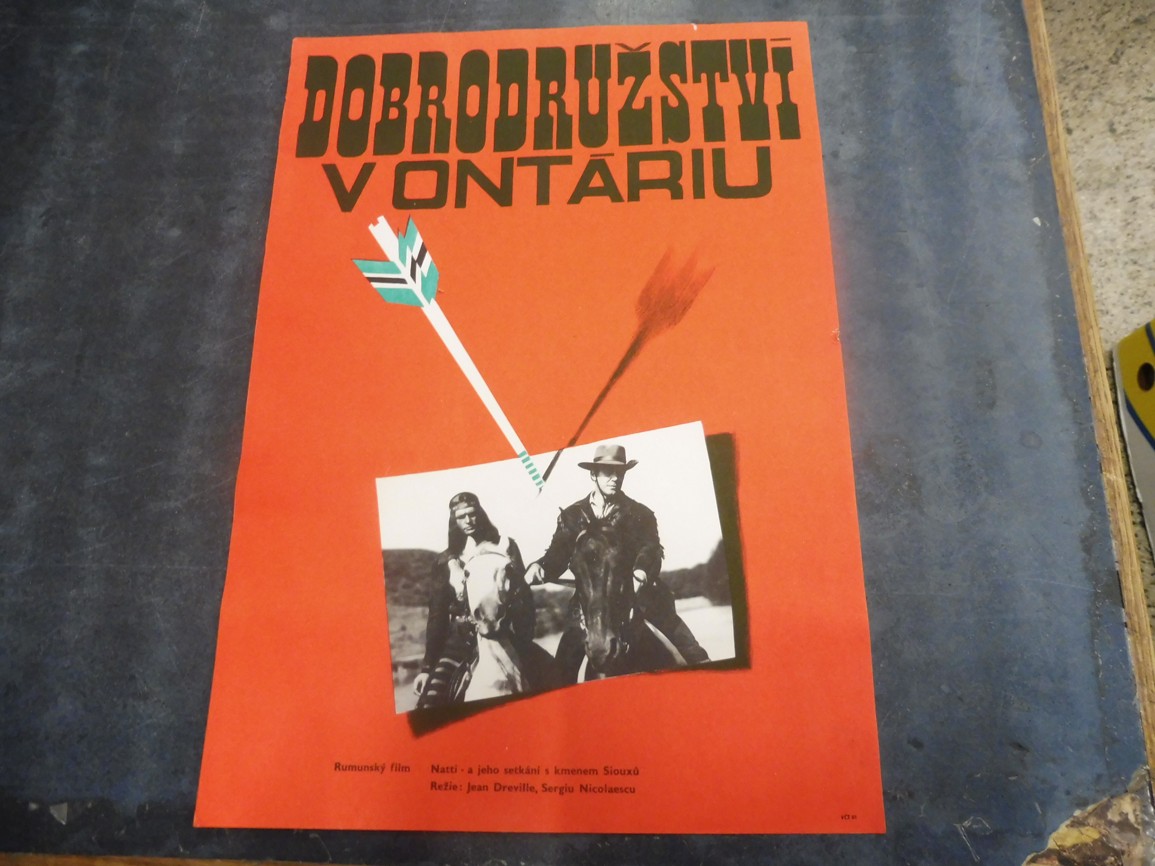 DOBRODRUŽSTVÍ
V ONTÁRIU
Rumunský film Natti - a jeho setkání s kmenem Siouxů
Režie: Jean Dreville, Sergiu Nicolaescu